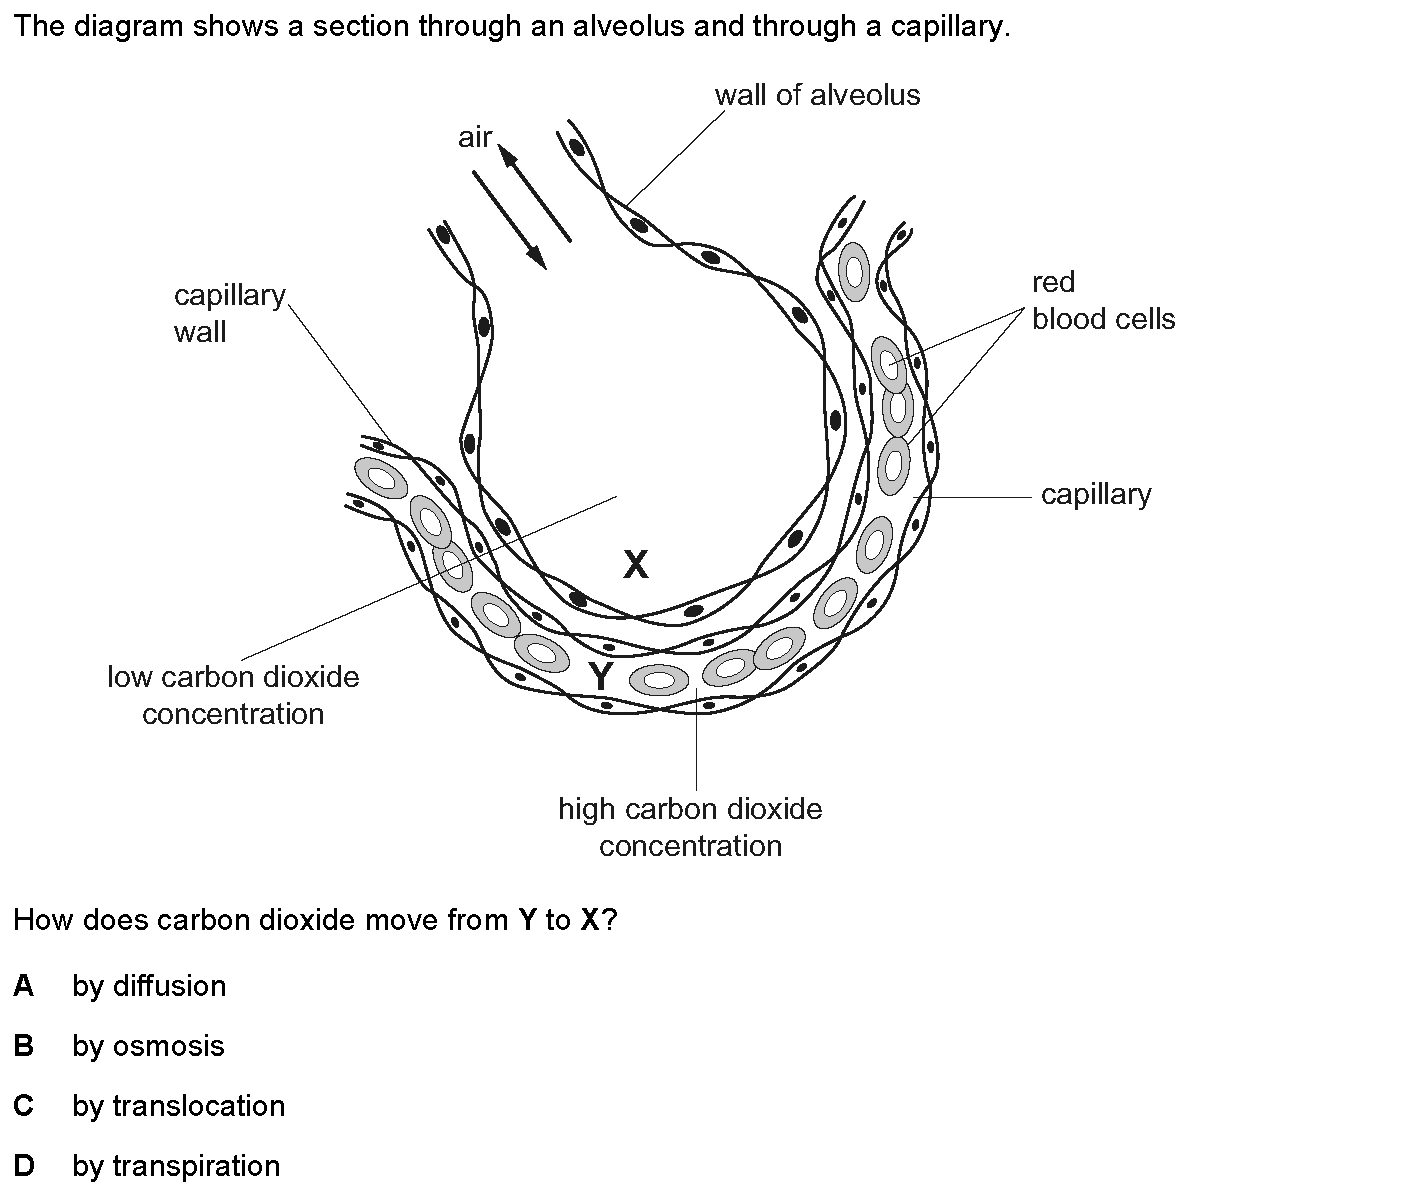 The diagram shows a section through an alveolus and through a capillary.
wall of alveolus
air
capillary
wall
red
blood cells
capillary
X
low carbon dioxide
concentration
Y
high carbon dioxide
concentration
How does carbon dioxide move from Y to X?
A by diffusion
B by osmosis
C by translocation
D by transpiration